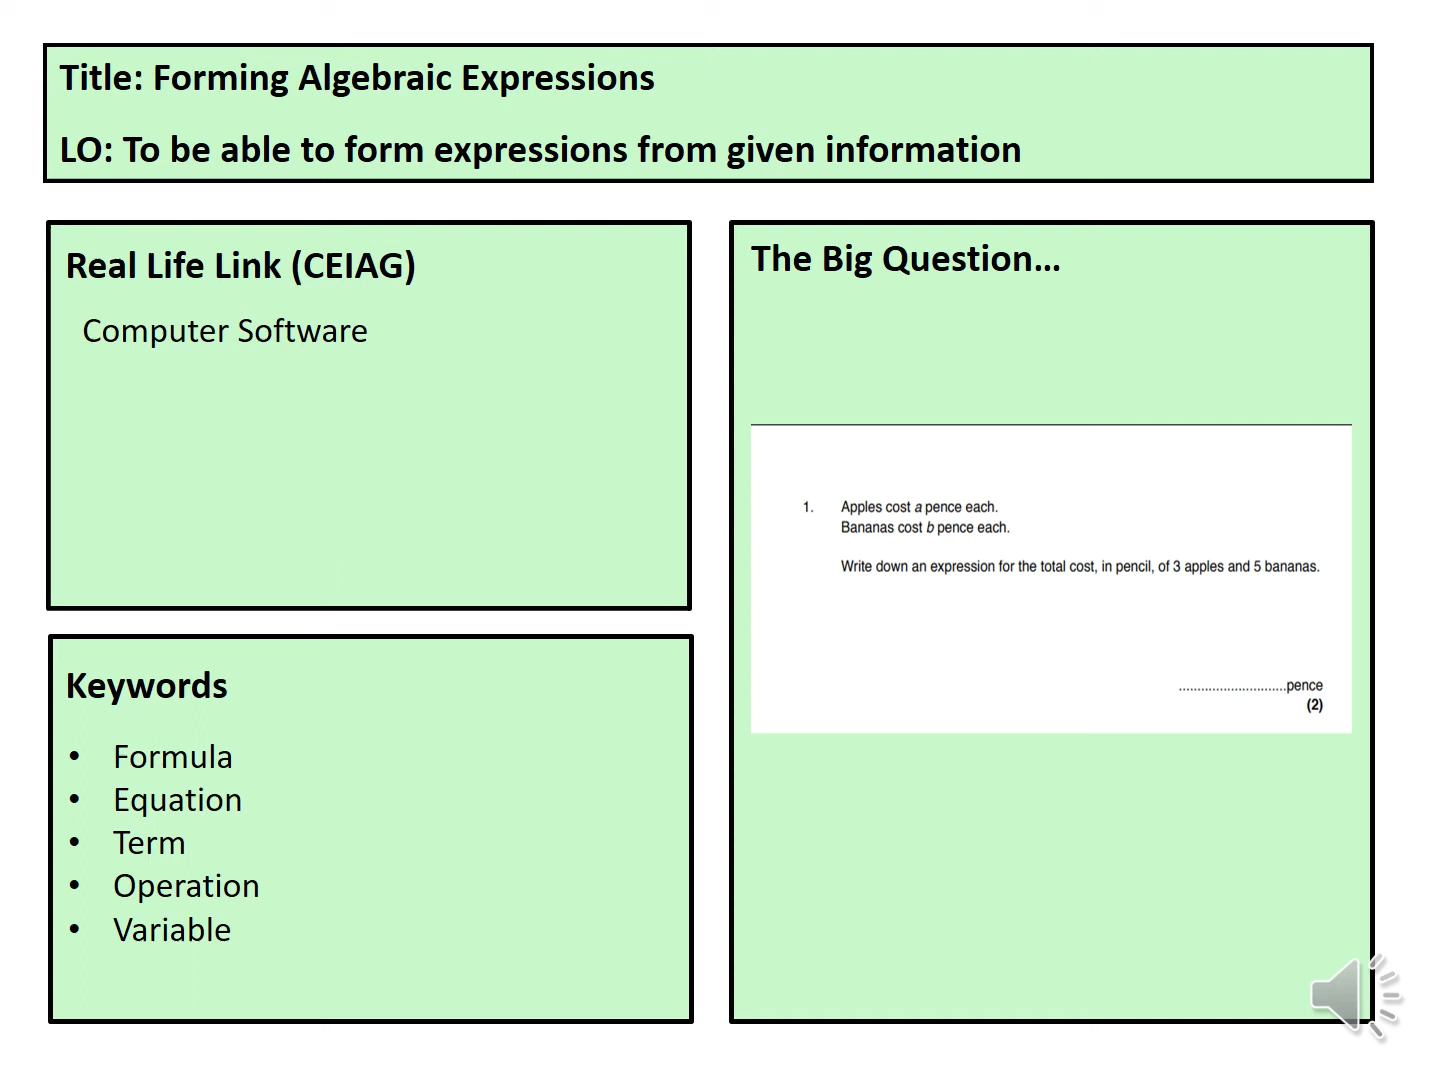 Title: Forming Algebraic Expressions
LO: To be able to form expressions from given information
Real Life Link (CEIAG)
Computer Software
Keywords
• Formula
• Equation
• Term
• Operation
• Variable
The Big Question...
1. Apples cost a pence each.
Bananas cost b pence each.
Write down an expression for the total cost, in pencil, of 3 apples and 5 bananas.
.............................pence
(2)